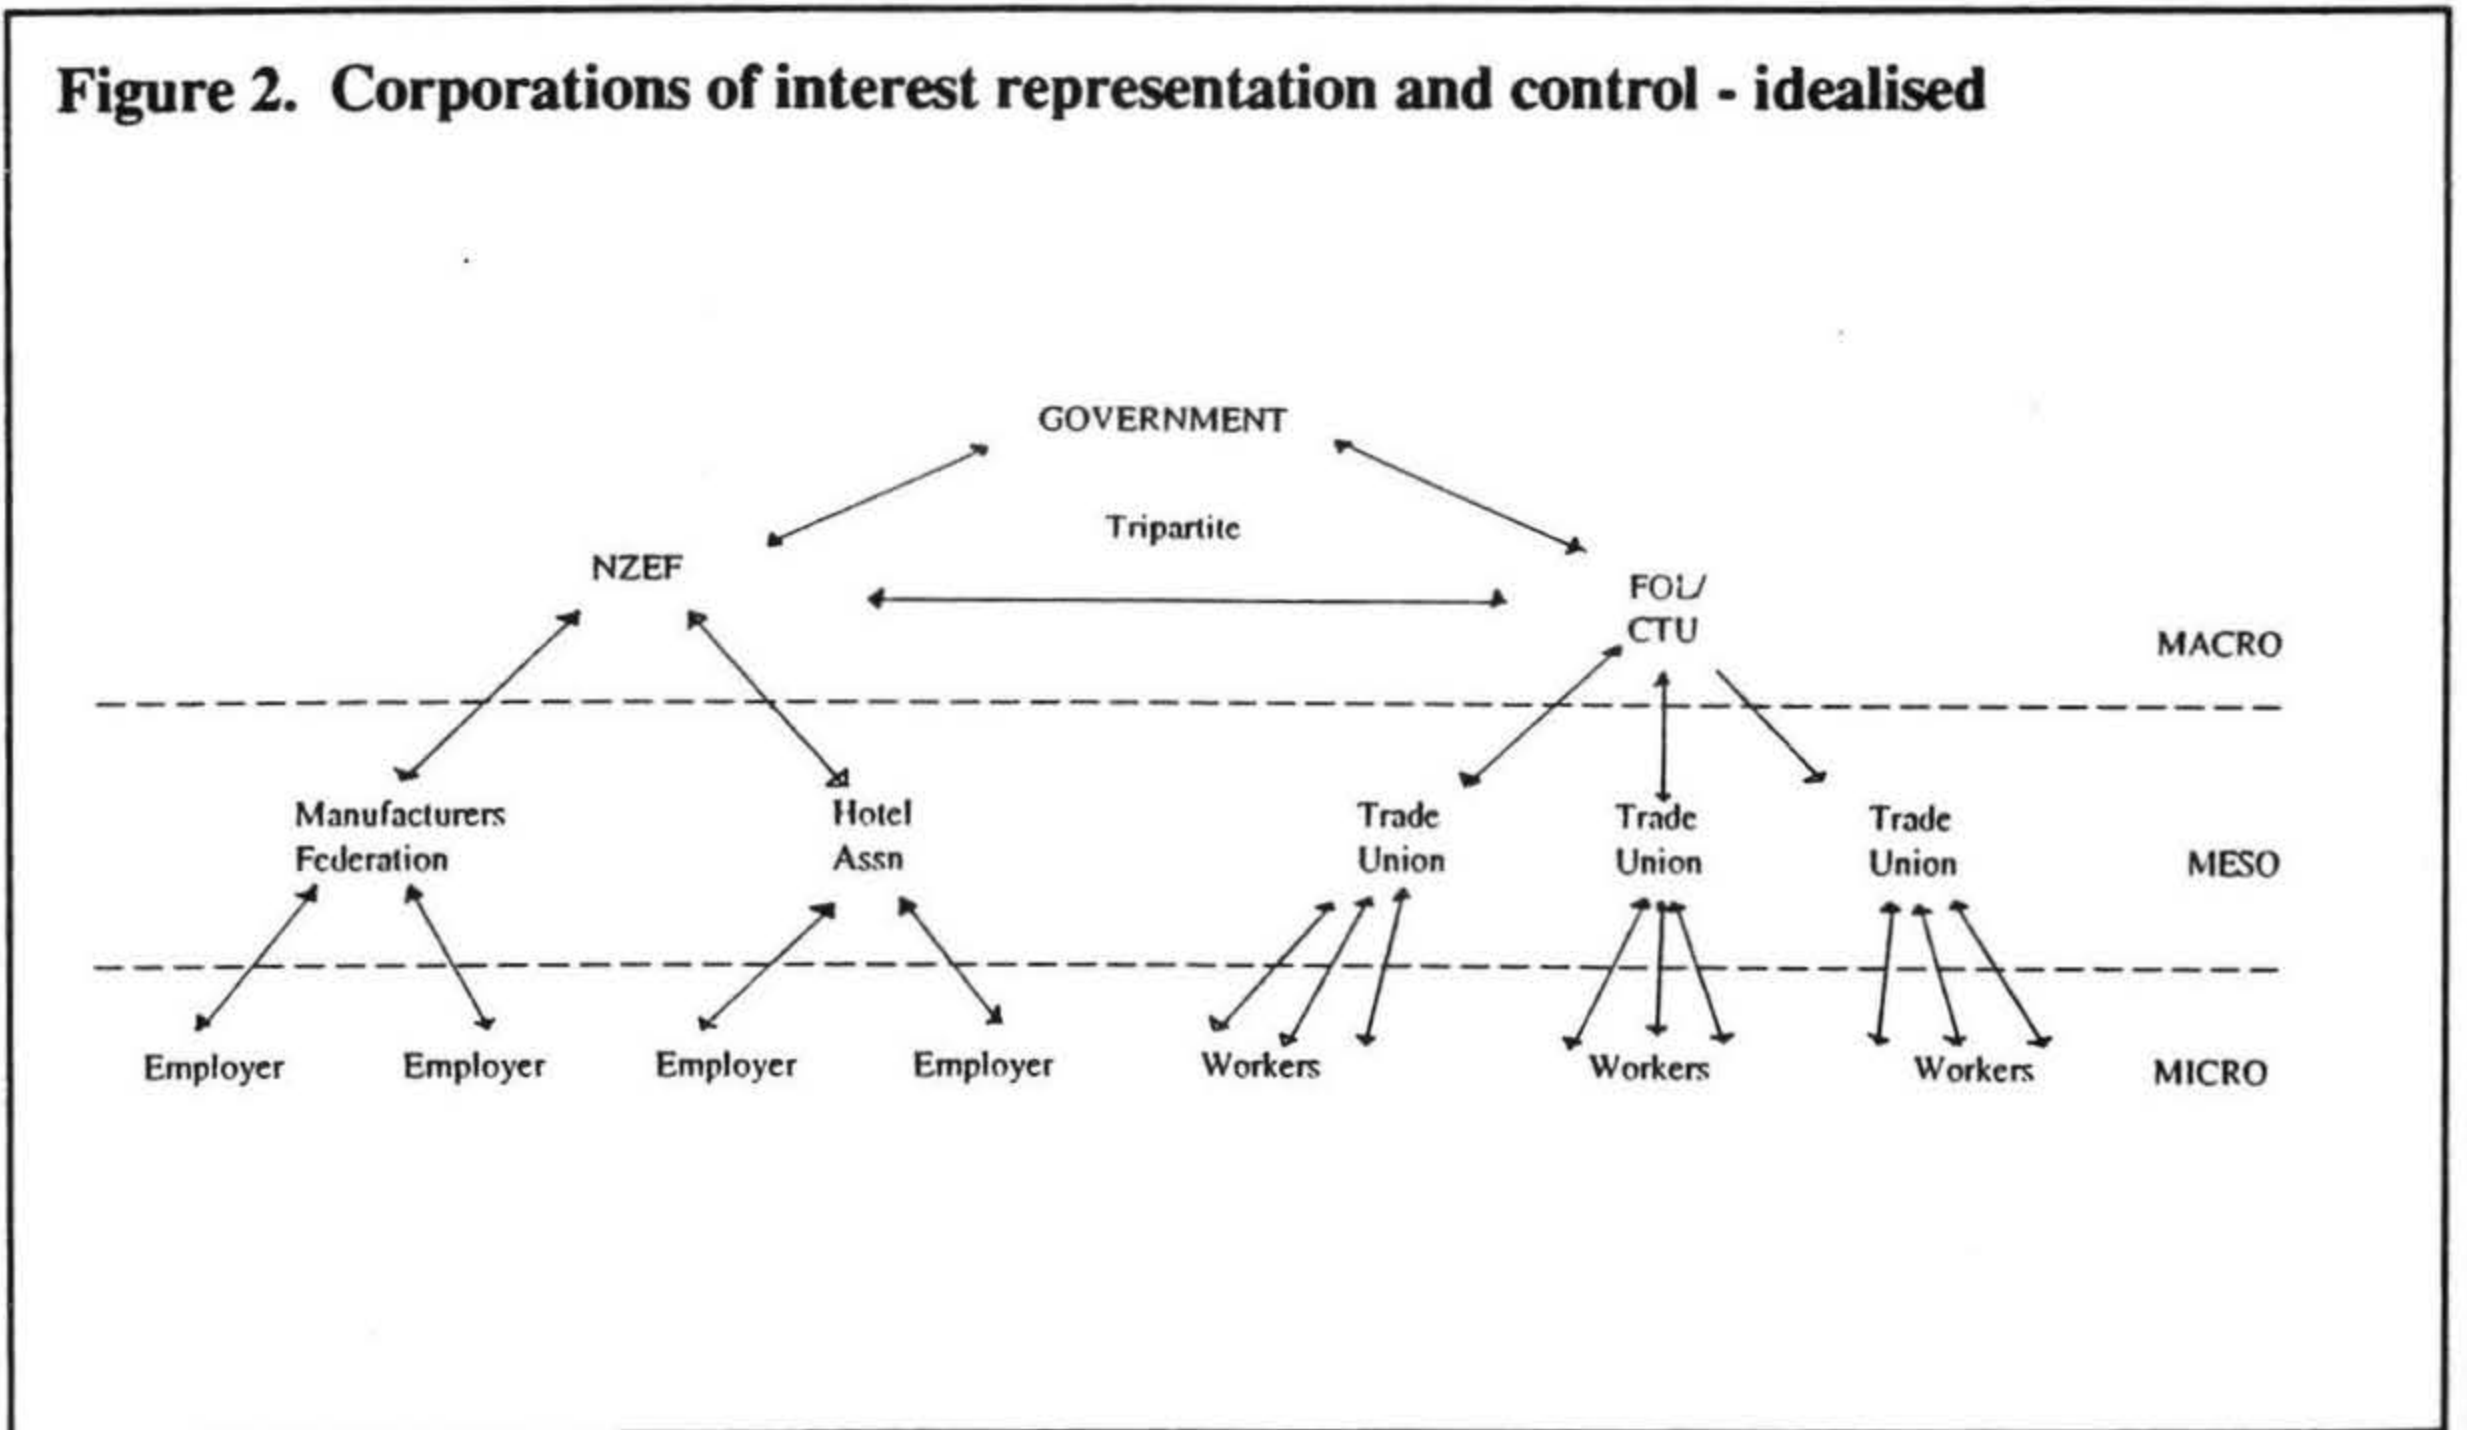 Figure 2. Corporations of interest representation and control - idealised
GOVERNMENT
Tripartite
NZEF
FOL/
CTU
MACRO
Manufacturers
Federation
Hotel
Assn
Trade
Union
Trade
Union
Trade
Union
MESO
Employer
Employer
Employer
Employer
Workers
Workers
Workers
MICRO